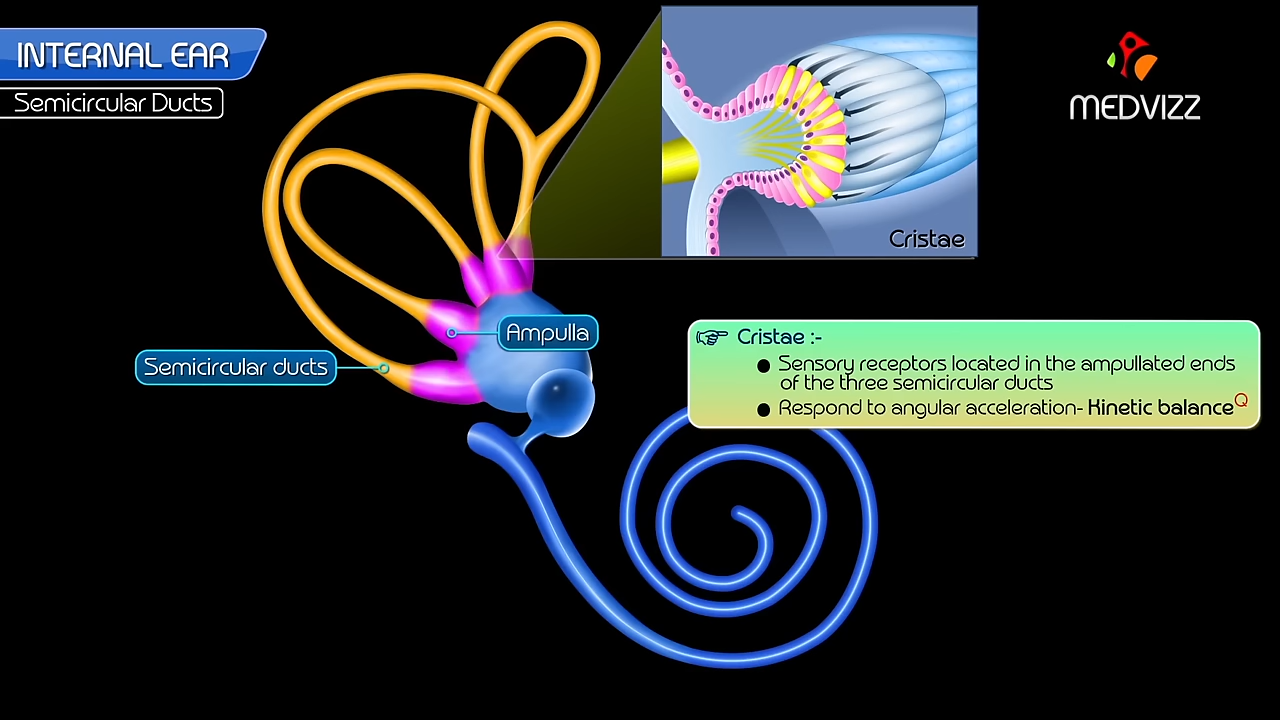 INTERNAL EAR
Semicircular Ducts
MEDVIZZ
Cristae
Ampulla
Semicircular ducts
Cristae :-
● Sensory receptors located in the ampullated ends
of the three semicircular ducts
● Respond to angular acceleration- Kinetic balance Q